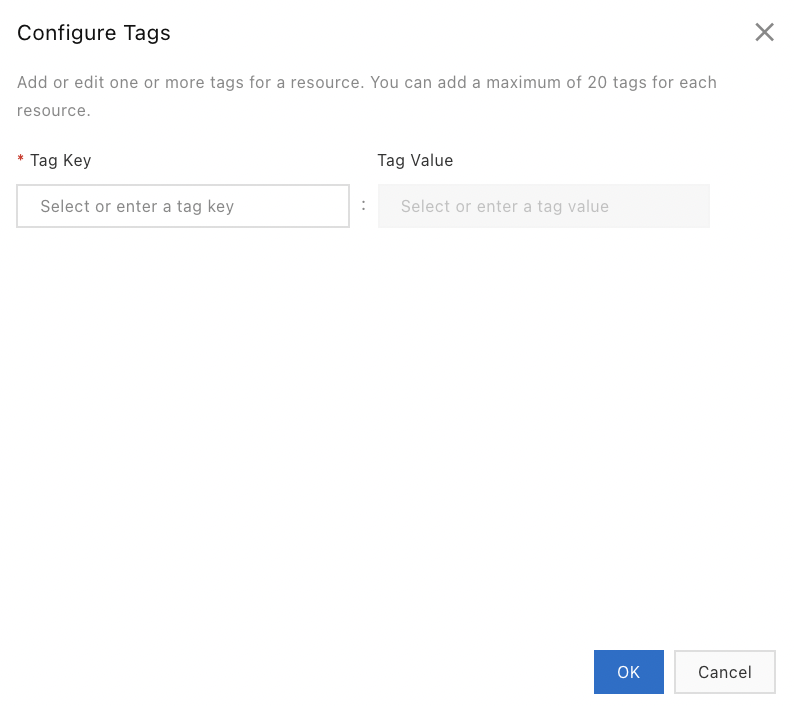 Configure Tags
Add or edit one or more tags for a resource. You can add a maximum of 20 tags for each
resource.
* Tag Key Tag Value
Select or enter a tag key : Select or enter a tag value
OK Cancel